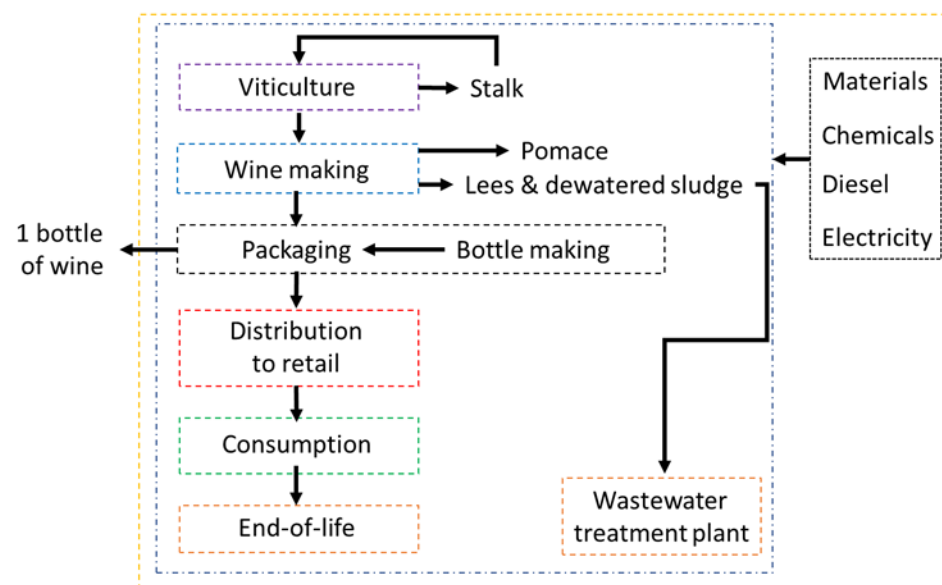 Viticulture
Stalk
Materials
Chemicals
Diesel
Electricity
Wine making
Pomace
Lees & dewatered sludge
1 bottle
of wine
Packaging
Bottle making
Distribution
to retail
Consumption
End-of-life
Wastewater
treatment plant